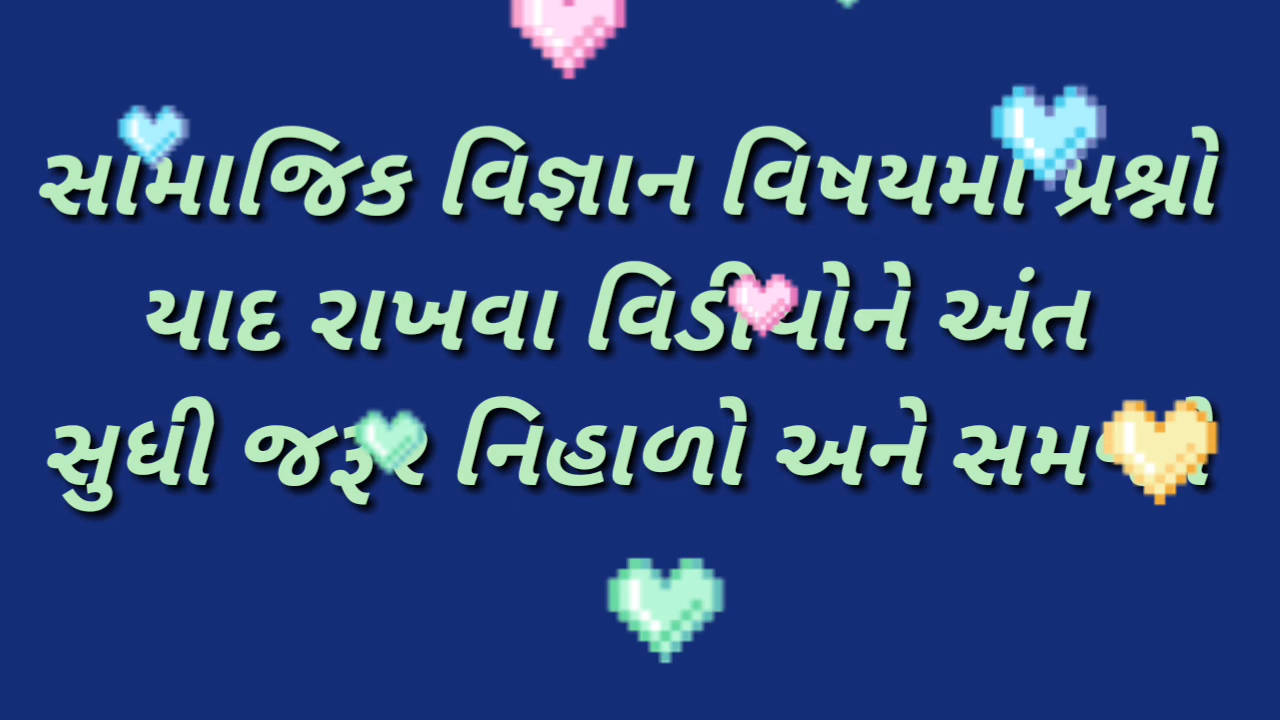 સામાજિક વિજ્ઞાન વિષયમા પ્રશ્નો
યાદ રાખવા વિડીયોને અંત
સુધી જરૂર નિહાળો અને